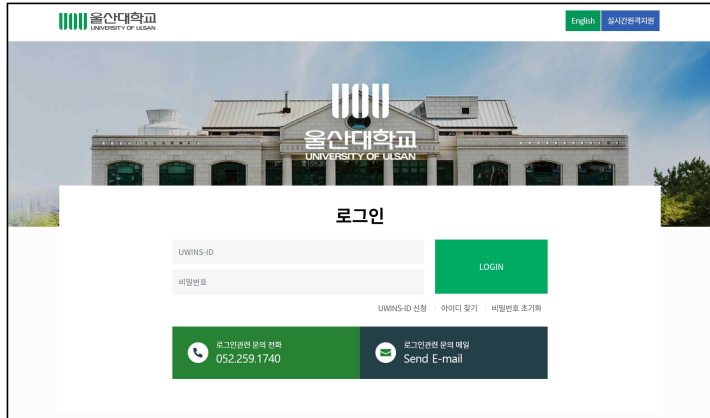 울산대학교
UNIVERSITY OF ULSAN
English
실시간원격지원
울산대학교
UNIVERSITY OF ULSAN
로그인
UWINS-ID
비밀번호
LOGIN
UWINS-ID 신청
아이디 찾기
비밀번호 초기화
로그인관련 문의 전화
052.259.1740
로그인관련 문의 메일
Send E-mail